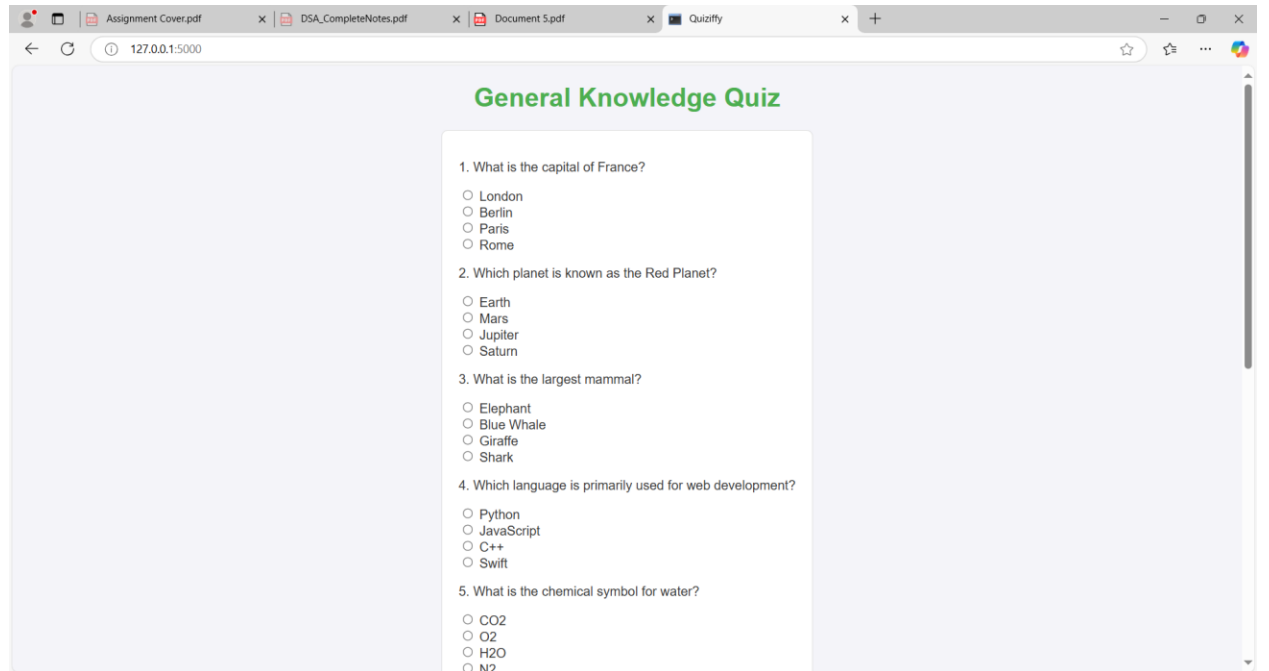 Assignment Cover.pdf
DSA_CompleteNotes.pdf
Document 5.pdf
Quiziffy
127.0.0.1:5000
General Knowledge Quiz
1. What is the capital of France?
London
Berlin
Paris
Rome
2. Which planet is known as the Red Planet?
Earth
Mars
Jupiter
Saturn
3. What is the largest mammal?
Elephant
Blue Whale
Giraffe
Shark
4. Which language is primarily used for web development?
Python
JavaScript
C++
Swift
5. What is the chemical symbol for water?
CO2
O2
H2O
N2